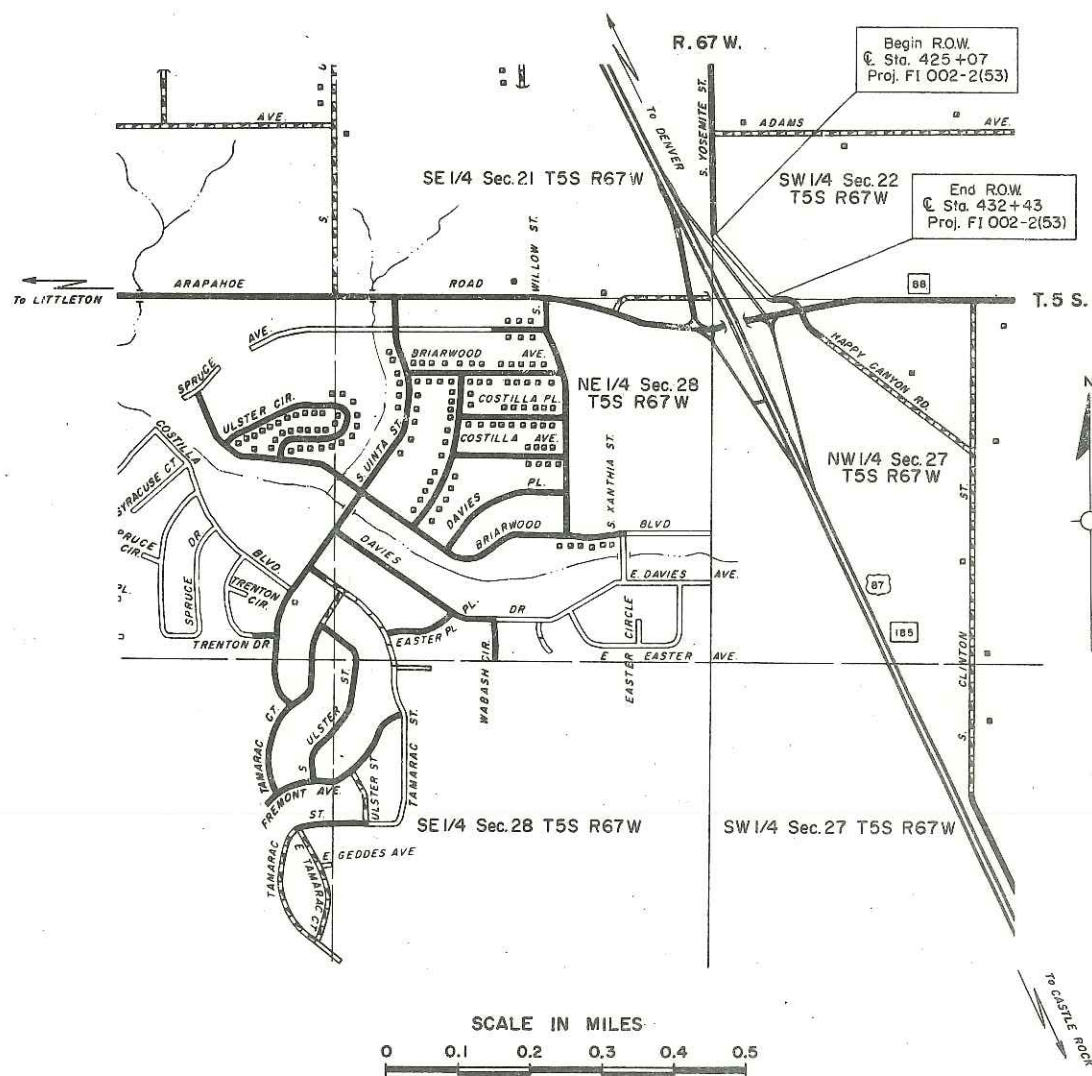 R. 67 W.
Begin R.O.W.
℄ Sta. 425+07
Proj. FI 002-2(53)
AVE.
S.
TO DENVER
S. YOSEMITE ST.
ADAMS AVE.
SE 1/4 Sec. 21 T5S R67W
SW 1/4 Sec. 22
T5S R67W
End R.O.W.
℄ Sta. 432+43
Proj. FI 002-2(53)
To LITTLETON
ARAPAHOE ROAD
S. WILLOW ST.
88
T. 5 S.
AVE.
BRIARWOOD AVE.
HAPPY CANYON RD.
SPRUCE
ULSTER CIR.
COSTILLA PL.
NE 1/4 Sec. 28
T5S R67W
N
COSTILLA AVE.
S. UINTA ST.
COSTILLA
NW 1/4 Sec. 27
T5S R67W
SYRACUSE CT
DAVIES PL.
S. XANTHIA ST.
BRIARWOOD BLVD
SPRUCE CIR.
DR
BLVD.
DAVIES PL.
E. DAVIES AVE.
87
PL.
SPRUCE
TRENTON CIR.
DR
EASTER CIRCLE
185
TRENTON DR
EASTER PL
E EASTER AVE.
WABASH CIR.
S. CLINTON ST.
TAMARAC CT.
S ULSTER ST.
TAMARAC ST.
ULSTER ST
FREMONT AVE.
ST.
SE 1/4 Sec. 28 T5S R67W
SW 1/4 Sec. 27 T5S R67W
TAMARAC
E. GEDDES AVE
E TAMARAC CT
To CASTLE ROCK
SCALE IN MILES
0 0.1 0.2 0.3 0.4 0.5